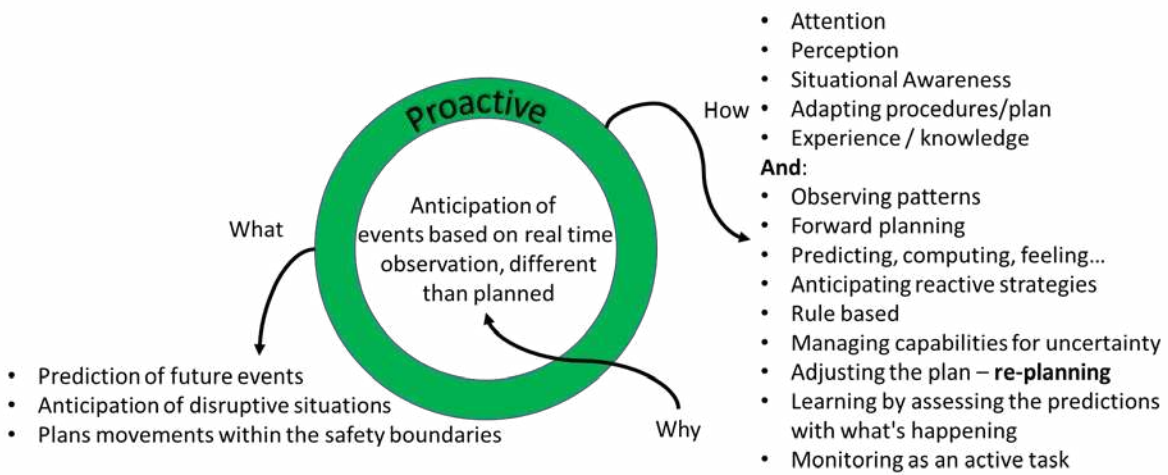 Proactive
Anticipation of
events based on real time
observation, different
than planned
What
• Prediction of future events
• Anticipation of disruptive situations
• Plans movements within the safety boundaries
Why
How
• Attention
• Perception
• Situational Awareness
• Adapting procedures/plan
• Experience / knowledge
And:
• Observing patterns
• Forward planning
• Predicting, computing, feeling...
• Anticipating reactive strategies
• Rule based
• Managing capabilities for uncertainty
• Adjusting the plan – re-planning
• Learning by assessing the predictions
with what's happening
• Monitoring as an active task